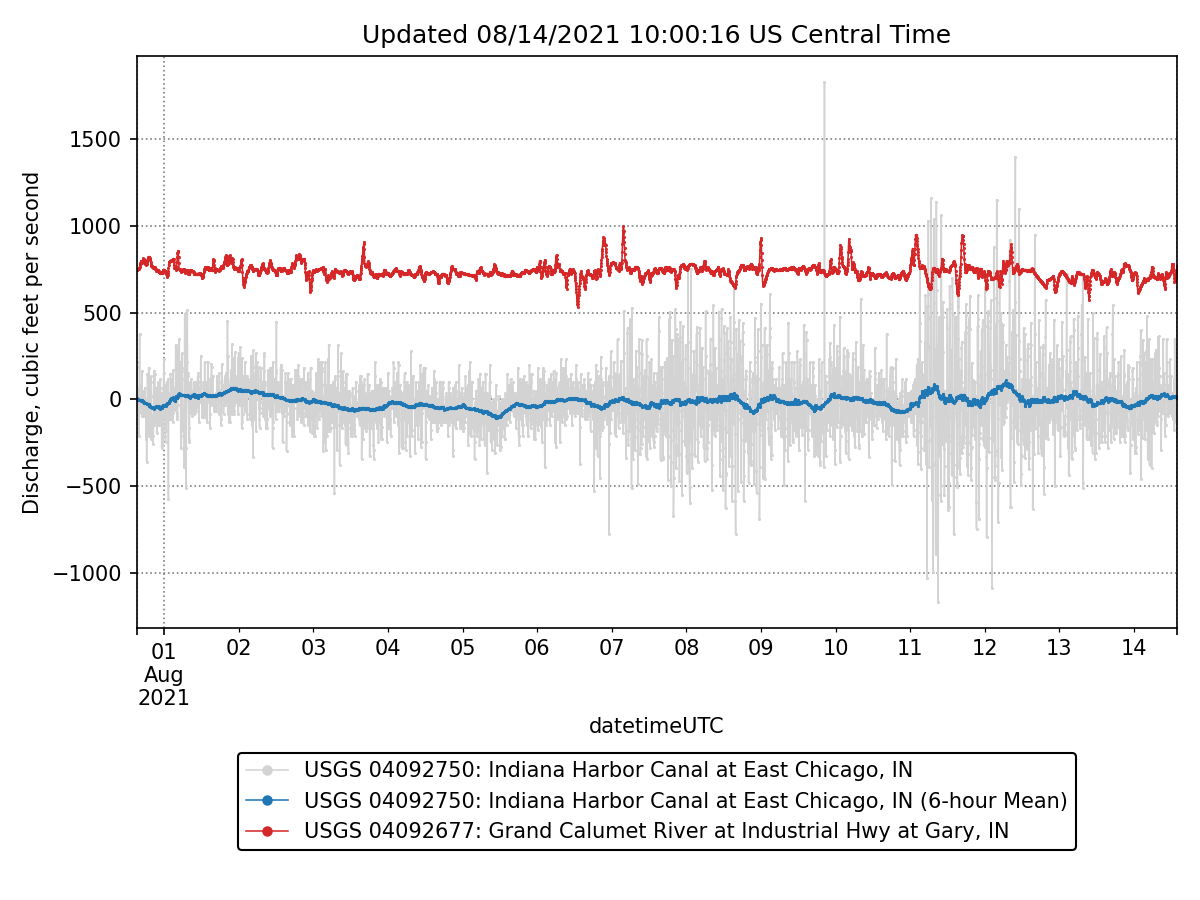 Updated 08/14/2021 10:00:16 US Central Time
Discharge, cubic feet per second
1500
1000
500
0
−500
−1000
01 02 03 04 05 06 07 08 09 10 11 12 13 14
Aug
2021
datetimeUTC
USGS 04092750: Indiana Harbor Canal at East Chicago, IN
USGS 04092750: Indiana Harbor Canal at East Chicago, IN (6-hour Mean)
USGS 04092677: Grand Calumet River at Industrial Hwy at Gary, IN